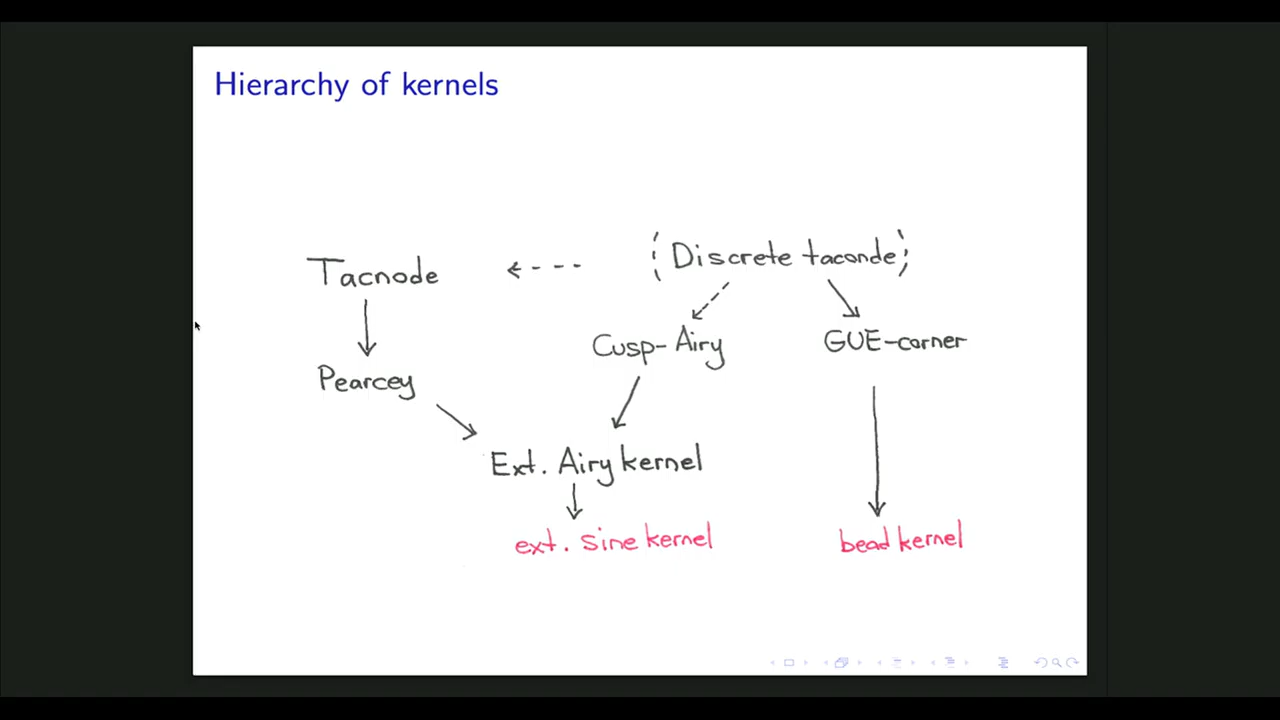 Hierarchy of kernels
(Discrete taconde)
Tacnode
Cusp-Airy
GUE-corner
Pearcey
Ext. Airy kernel
ext. sine kernel
bead kernel